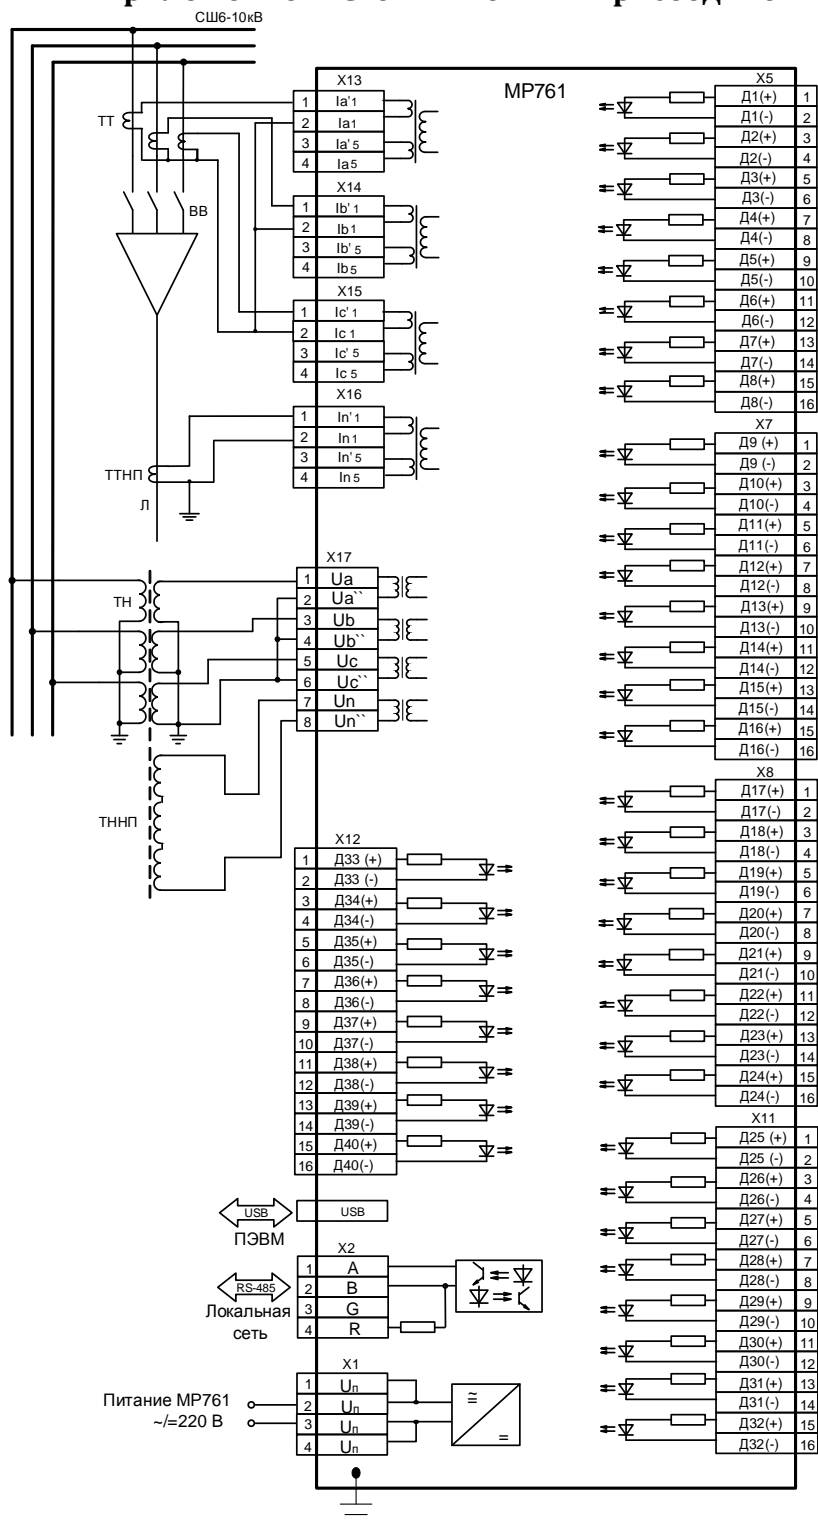 СШ6-10кВ
МР761
ТТ
ВВ
ТТНП
Л
ТН
ТННП
X13
1 Ia'1
2 Ia1
3 Ia'5
4 Ia5
X14
1 Ib'1
2 Ib1
3 Ib'5
4 Ib5
X15
1 Ic'1
2 Ic1
3 Ic'5
4 Ic5
X16
1 In'1
2 In1
3 In'5
4 In5
X17
1 Ua
2 Ua``
3 Ub
4 Ub``
5 Uc
6 Uc``
7 Un
8 Un``
X12
1 Д33 (+)
2 Д33 (-)
3 Д34(+)
4 Д34(-)
5 Д35(+)
6 Д35(-)
7 Д36(+)
8 Д36(-)
9 Д37(+)
10 Д37(-)
11 Д38(+)
12 Д38(-)
13 Д39(+)
14 Д39(-)
15 Д40(+)
16 Д40(-)
USB
USB
ПЭВМ
X2
1 A
2 B
3 G
4 R
RS-485
Локальная
сеть
X1
1 Uп
2 Uп
3 Uп
4 Uп
Питание МР761
~/=220 В
≃
=
X5
Д1(+) 1
Д1(-) 2
Д2(+) 3
Д2(-) 4
Д3(+) 5
Д3(-) 6
Д4(+) 7
Д4(-) 8
Д5(+) 9
Д5(-) 10
Д6(+) 11
Д6(-) 12
Д7(+) 13
Д7(-) 14
Д8(+) 15
Д8(-) 16
X7
Д9 (+) 1
Д9 (-) 2
Д10(+) 3
Д10(-) 4
Д11(+) 5
Д11(-) 6
Д12(+) 7
Д12(-) 8
Д13(+) 9
Д13(-) 10
Д14(+) 11
Д14(-) 12
Д15(+) 13
Д15(-) 14
Д16(+) 15
Д16(-) 16
X8
Д17(+) 1
Д17(-) 2
Д18(+) 3
Д18(-) 4
Д19(+) 5
Д19(-) 6
Д20(+) 7
Д20(-) 8
Д21(+) 9
Д21(-) 10
Д22(+) 11
Д22(-) 12
Д23(+) 13
Д23(-) 14
Д24(+) 15
Д24(-) 16
X11
Д25 (+) 1
Д25 (-) 2
Д26(+) 3
Д26(-) 4
Д27(+) 5
Д27(-) 6
Д28(+) 7
Д28(-) 8
Д29(+) 9
Д29(-) 10
Д30(+) 11
Д30(-) 12
Д31(+) 13
Д31(-) 14
Д32(+) 15
Д32(-) 16